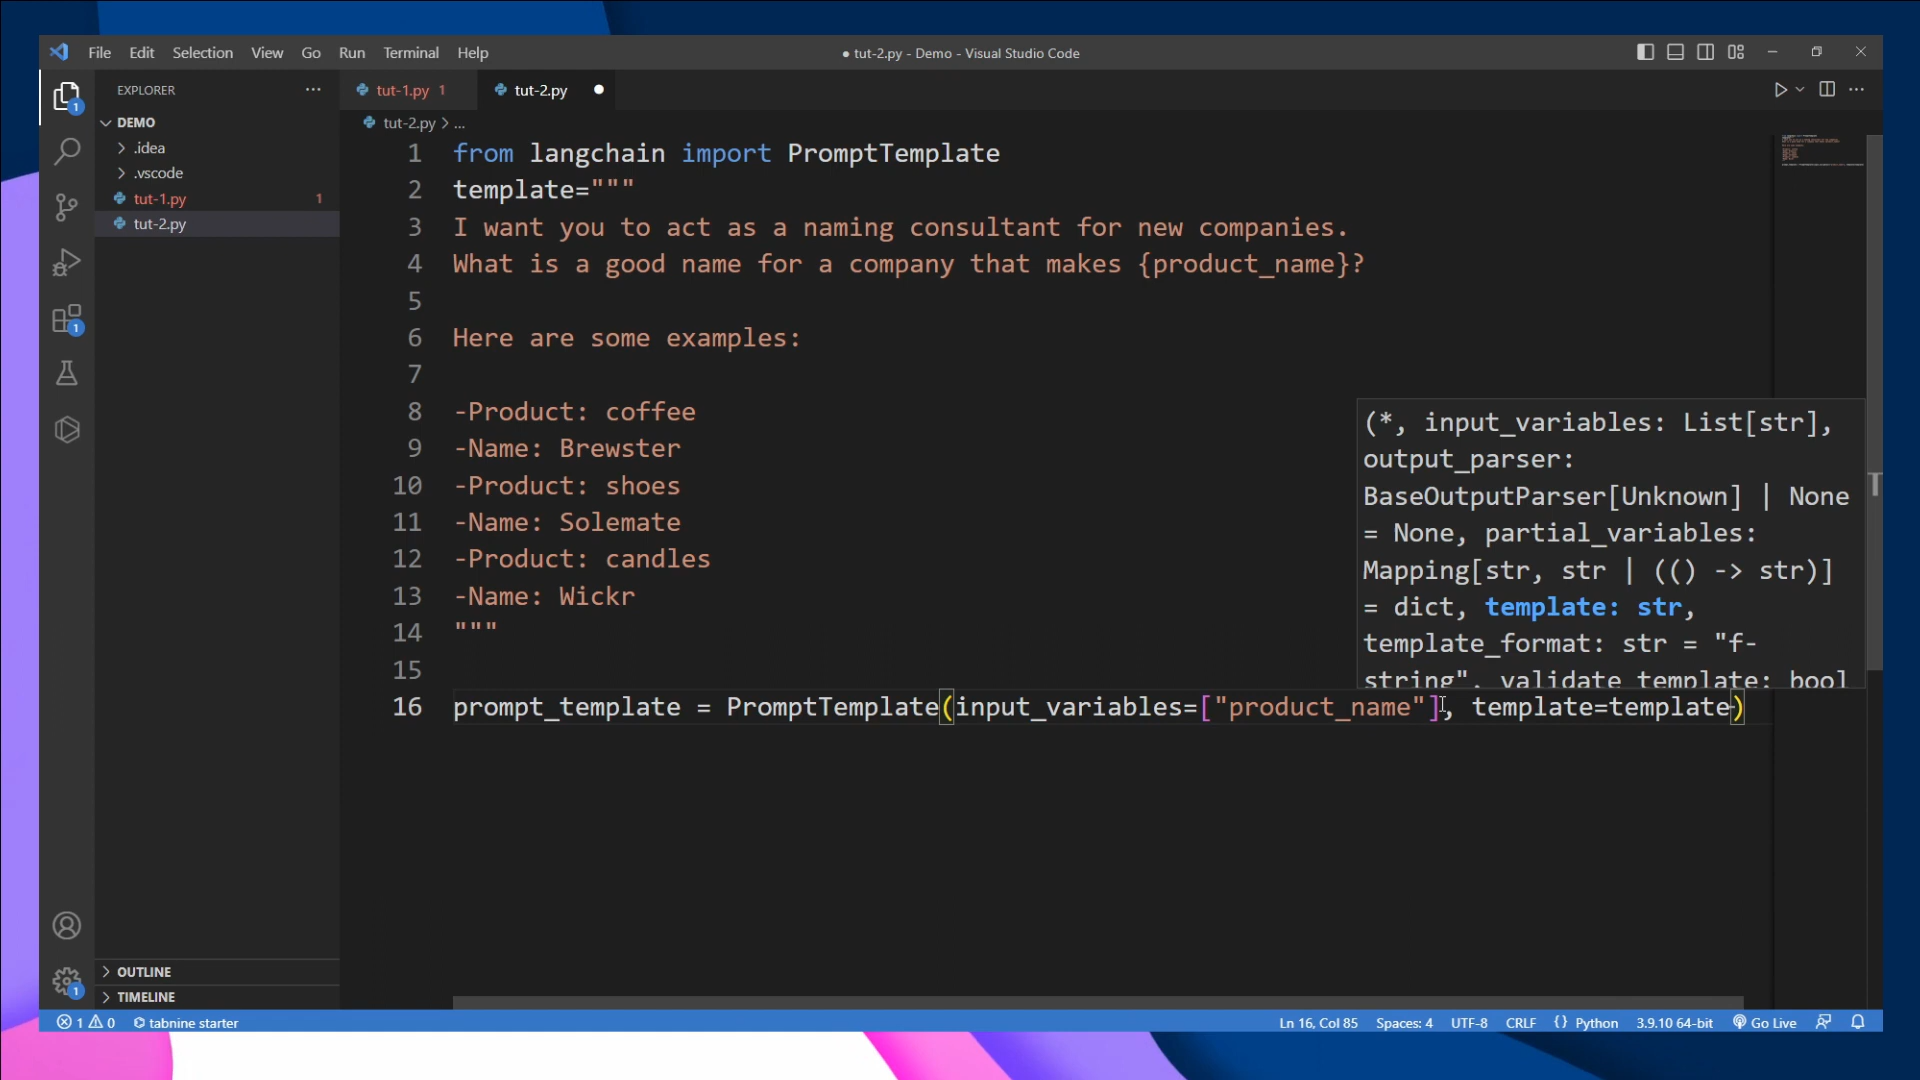 File Edit Selection View Go Run Terminal Help
● tut-2.py - Demo - Visual Studio Code
EXPLORER
DEMO
.idea
.vscode
tut-1.py 1
tut-2.py
OUTLINE
TIMELINE
1
1
1
tut-1.py 1
tut-2.py
tut-2.py > ...
1 from langchain import PromptTemplate
2 template="""
3 I want you to act as a naming consultant for new companies.
4 What is a good name for a company that makes {product_name}?
5
6 Here are some examples:
7
8 -Product: coffee
9 -Name: Brewster
10 -Product: shoes
11 -Name: Solemate
12 -Product: candles
13 -Name: Wickr
14 """
15
16 prompt_template = PromptTemplate(input_variables=["product_name"], template=template)
(*, input_variables: List[str],
output_parser:
BaseOutputParser[Unknown] | None
= None, partial_variables:
Mapping[str, str | (() -> str)]
= dict, template: str,
template_format: str = "f-
string", validate_template: bool
1 0 tabnine starter
Ln 16, Col 85 Spaces: 4 UTF-8 CRLF {} Python 3.9.10 64-bit Go Live